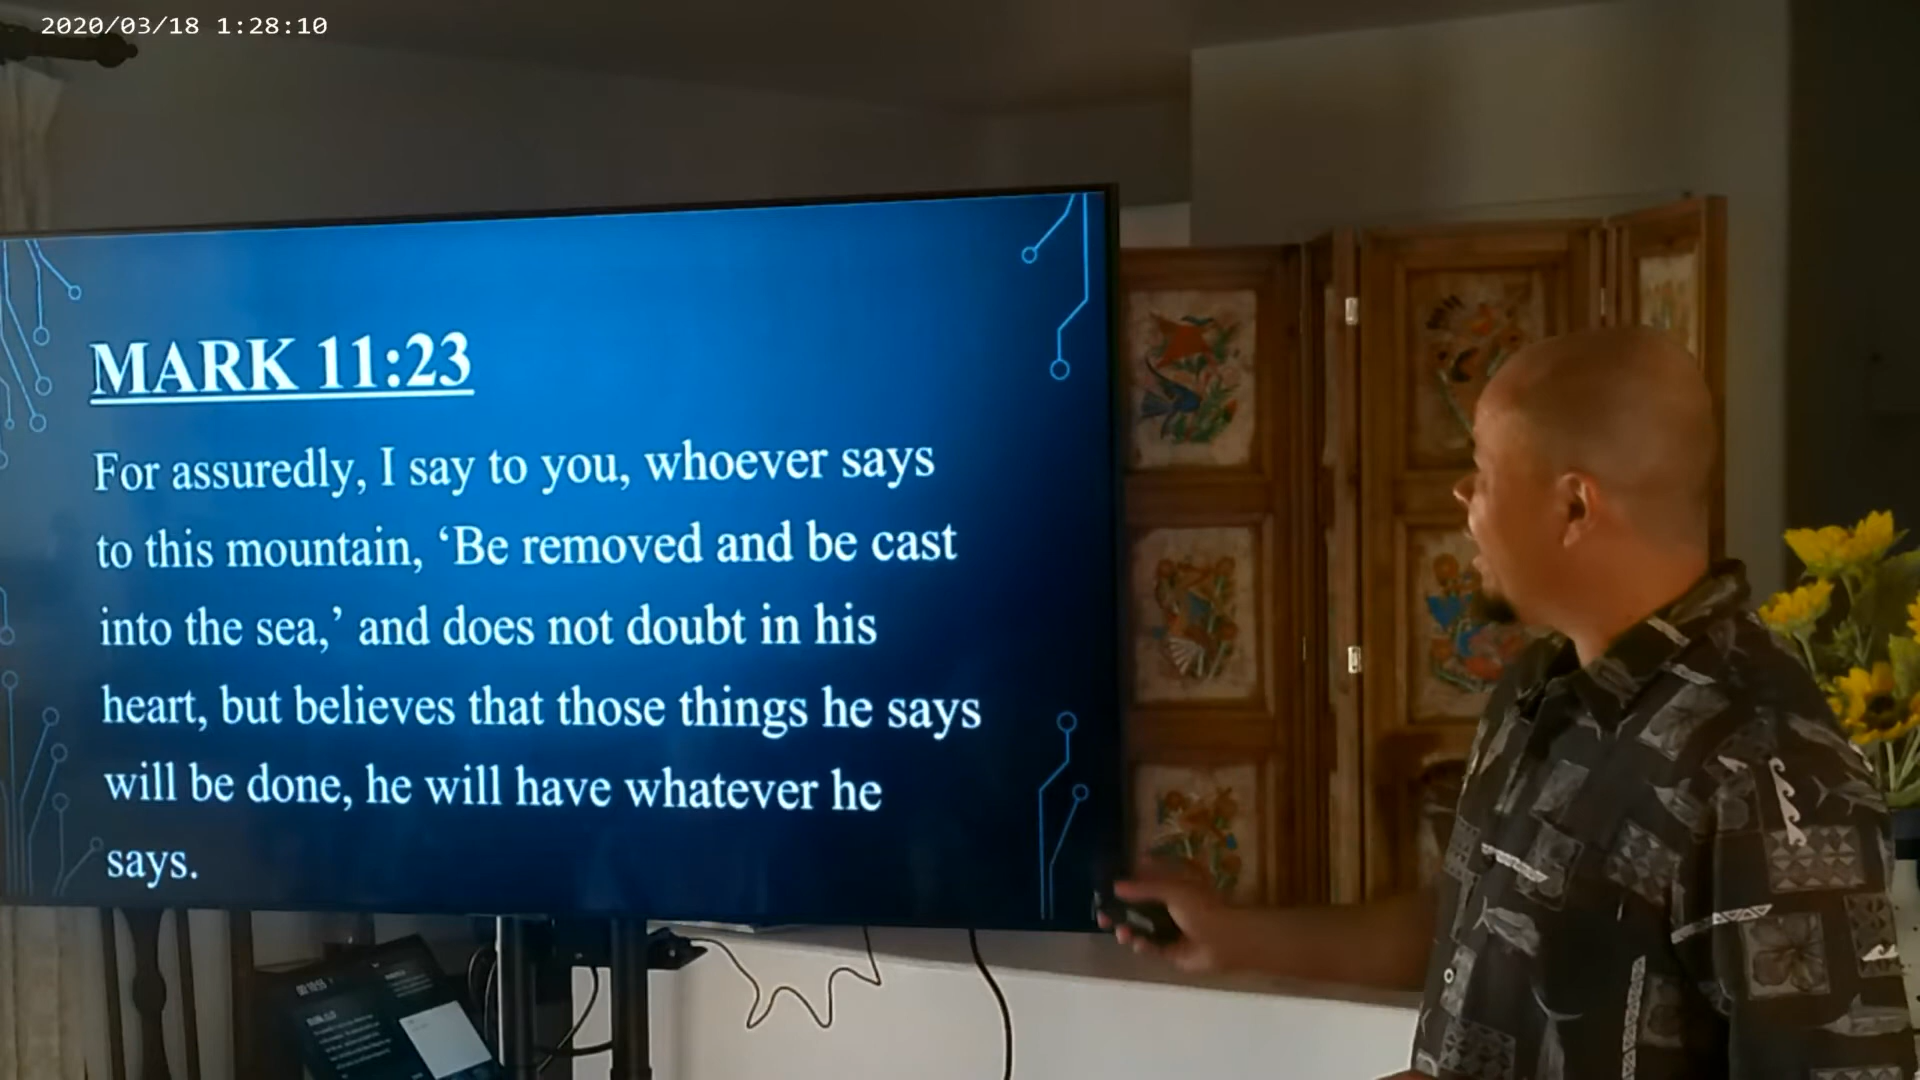 2020/03/18 1:28:10
MARK 11:23
For assuredly, I say to you, whoever says
to this mountain, ‘Be removed and be cast
into the sea,’ and does not doubt in his
heart, but believes that those things he says
will be done, he will have whatever he
says.